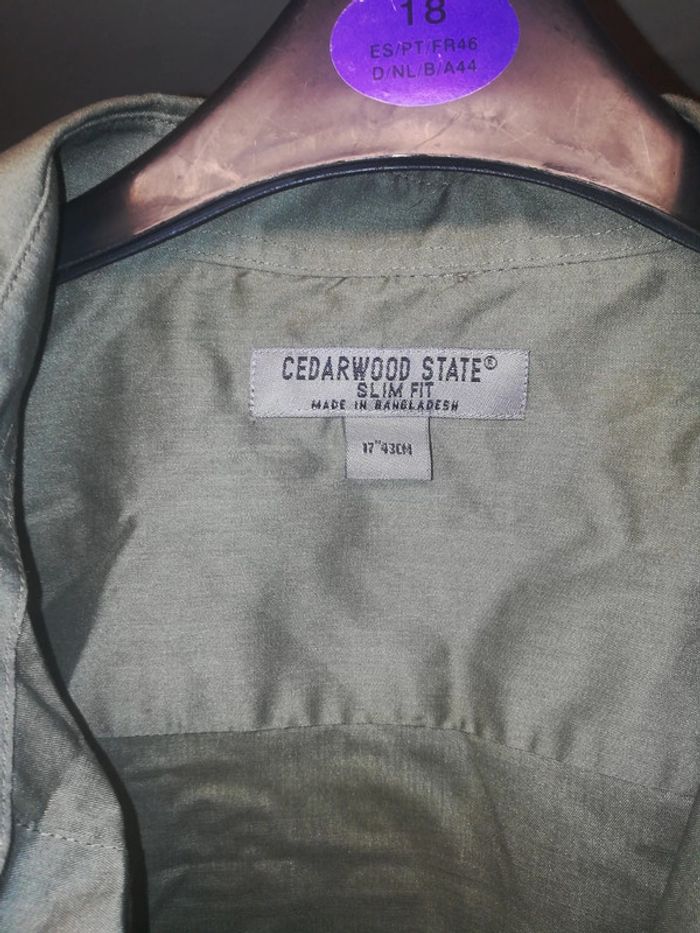 18
ES/PT/FR46
D/NL/B/A44
CEDARWOOD STATE®
SLIM FIT
MADE IN BANGLADESH
17" 43CM